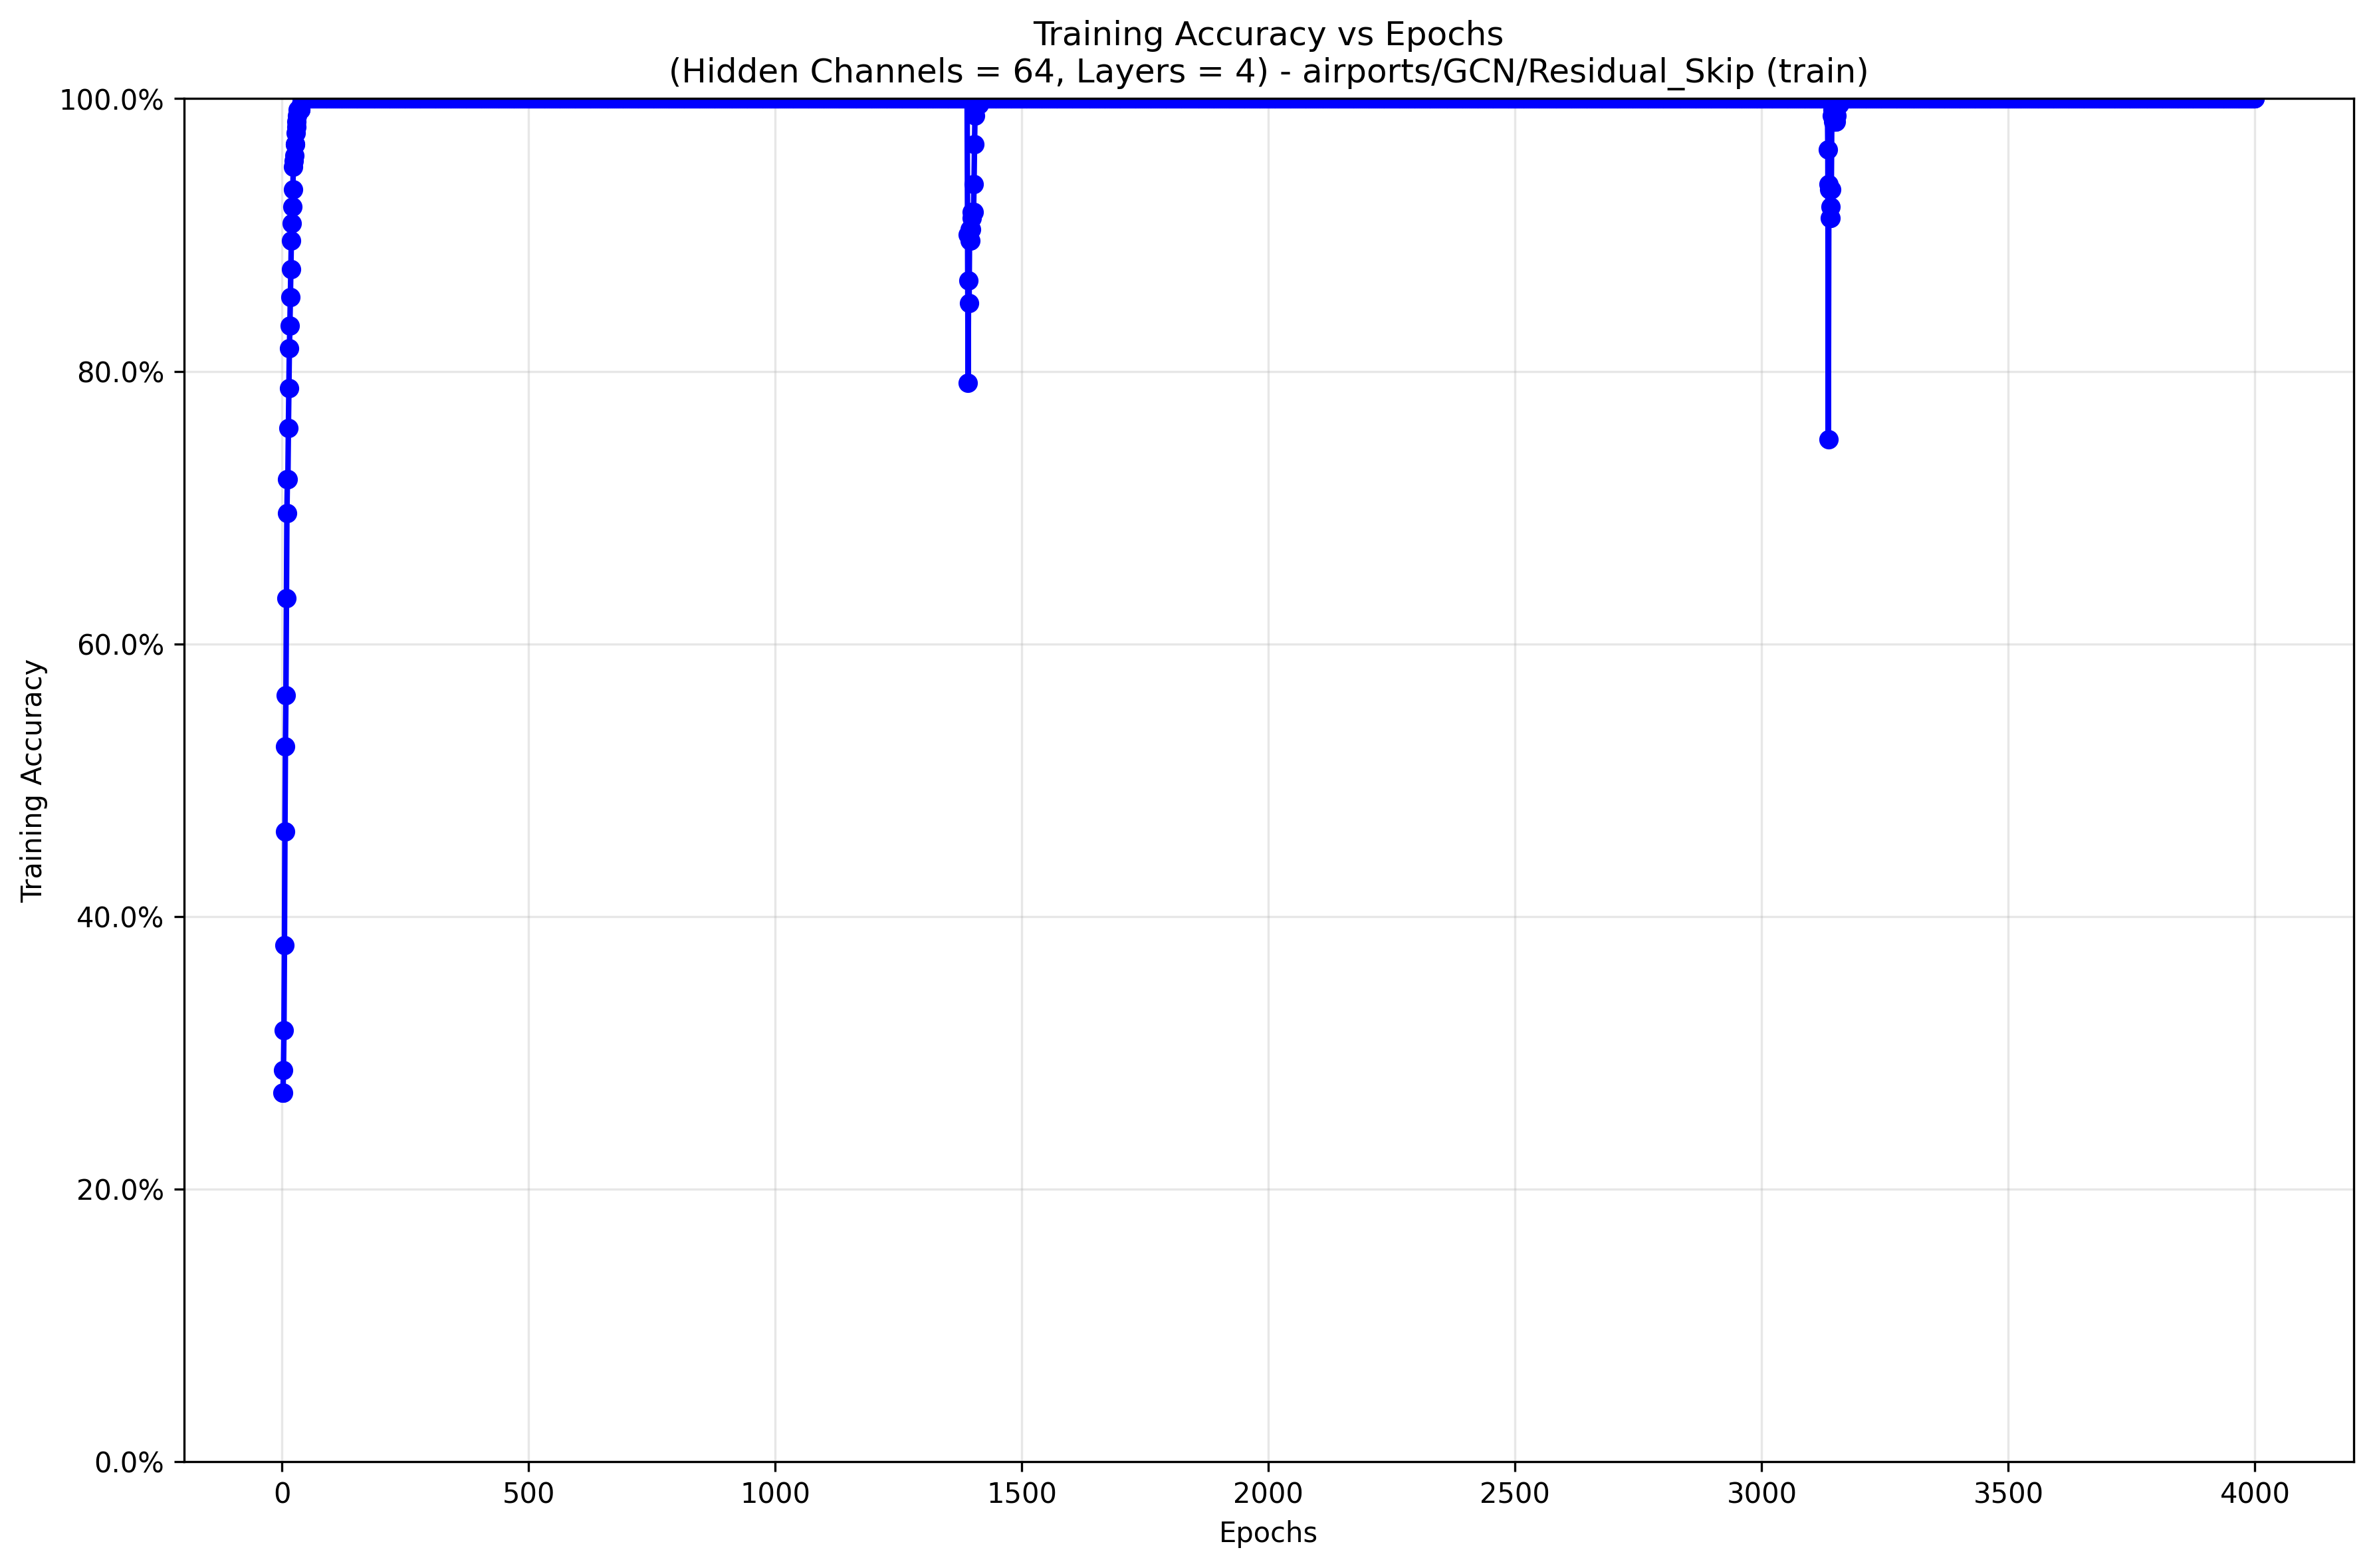 Training Accuracy vs Epochs
(Hidden Channels = 64, Layers = 4) - airports/GCN/Residual_Skip (train)
Training Accuracy
100.0%
80.0%
60.0%
40.0%
20.0%
0.0%
0 500 1000 1500 2000 2500 3000 3500 4000
Epochs